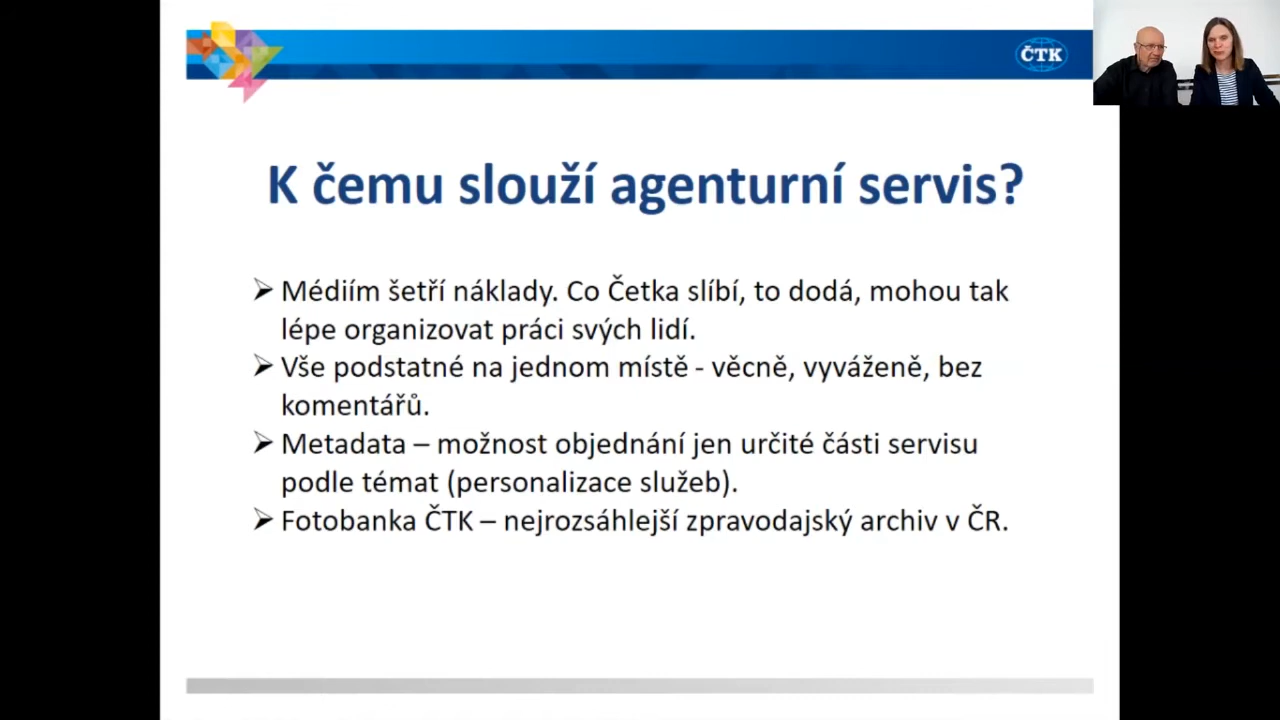 ČTK
K čemu slouží agenturní servis?
➢ Médiím šetří náklady. Co Četka slíbí, to dodá, mohou tak
lépe organizovat práci svých lidí.
➢ Vše podstatné na jednom místě - věcně, vyváženě, bez
komentářů.
➢ Metadata – možnost objednání jen určité části servisu
podle témat (personalizace služeb).
➢ Fotobanka ČTK – nejrozsáhlejší zpravodajský archiv v ČR.